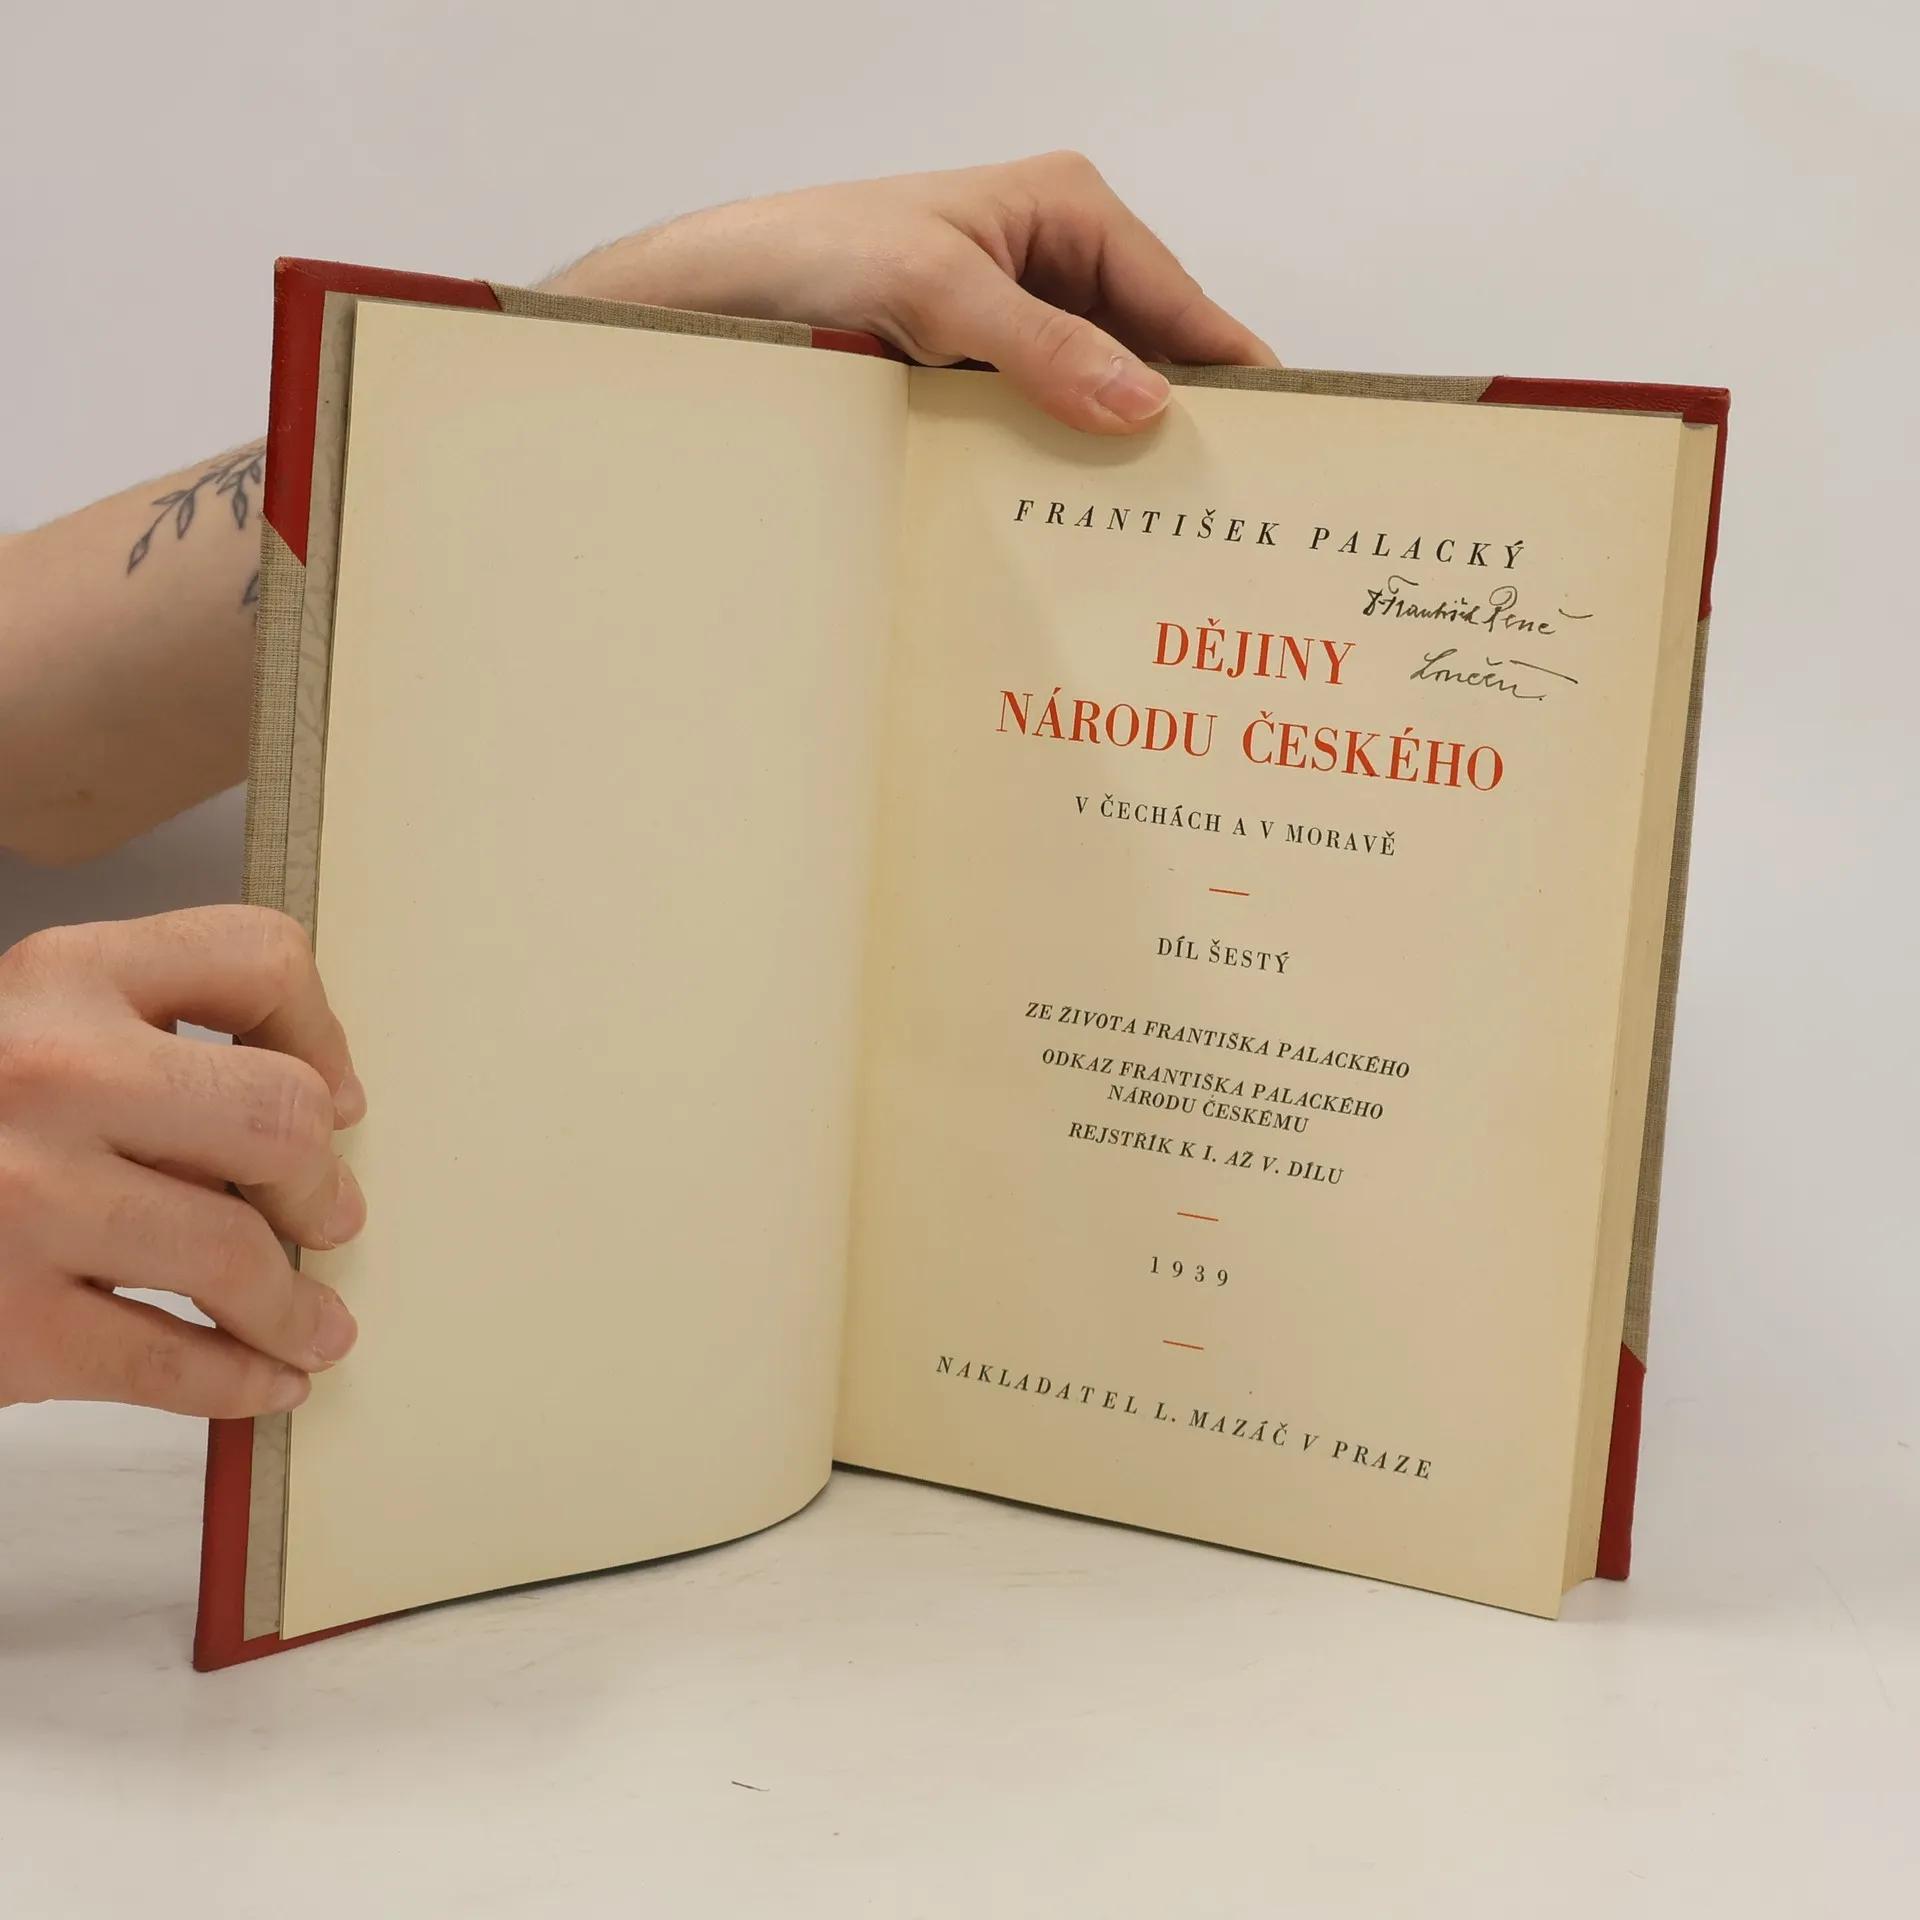 FRANTIŠEK PALACKÝ
František
DĚJINY
NÁRODU ČESKÉHO
V ČECHÁCH A V MORAVĚ
DÍL ŠESTÝ
ZE ŽIVOTA FRANTIŠKA PALACKÉHO
ODKAZ FRANTIŠKA PALACKÉHO
NÁRODU ČESKÉMU
REJSTŘÍK K I. AŽ V. DÍLU
1939
NAKLADATEL L. MAZÁČ V PRAZE